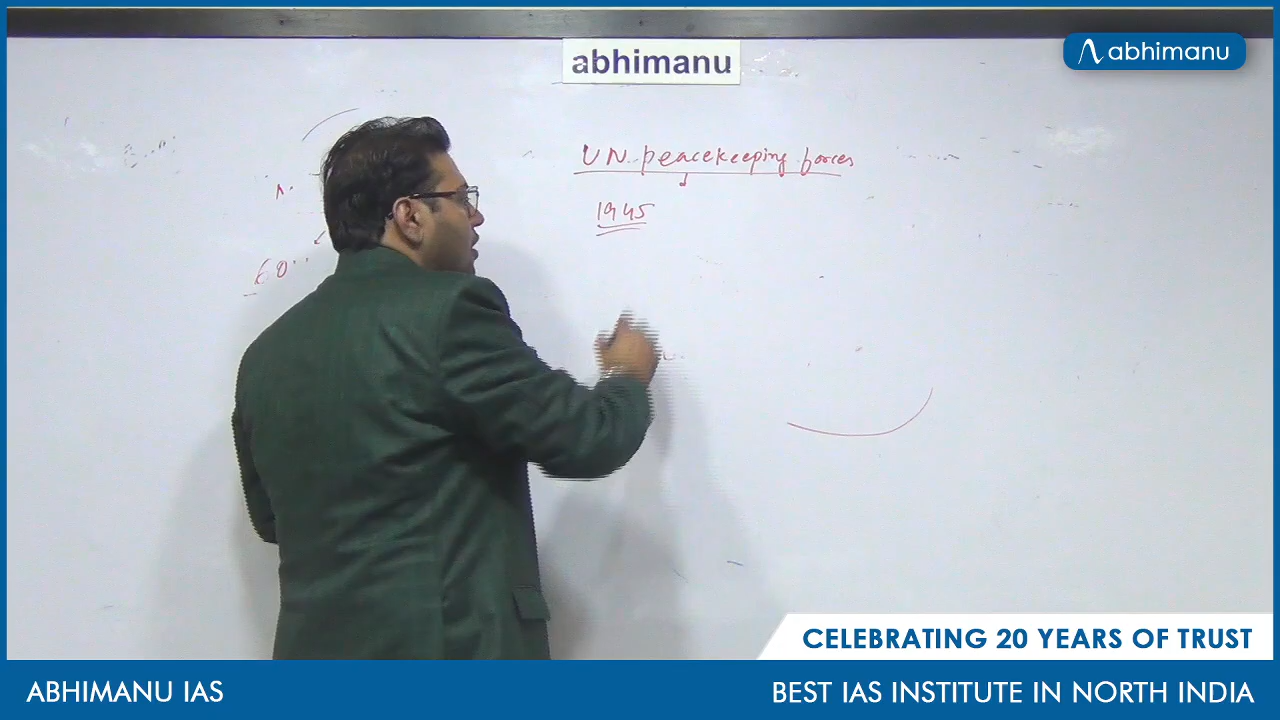 abhimanu
abhimanu
UN peacekeeping forces
1945
60
CELEBRATING 20 YEARS OF TRUST
ABHIMANU IAS
BEST IAS INSTITUTE IN NORTH INDIA